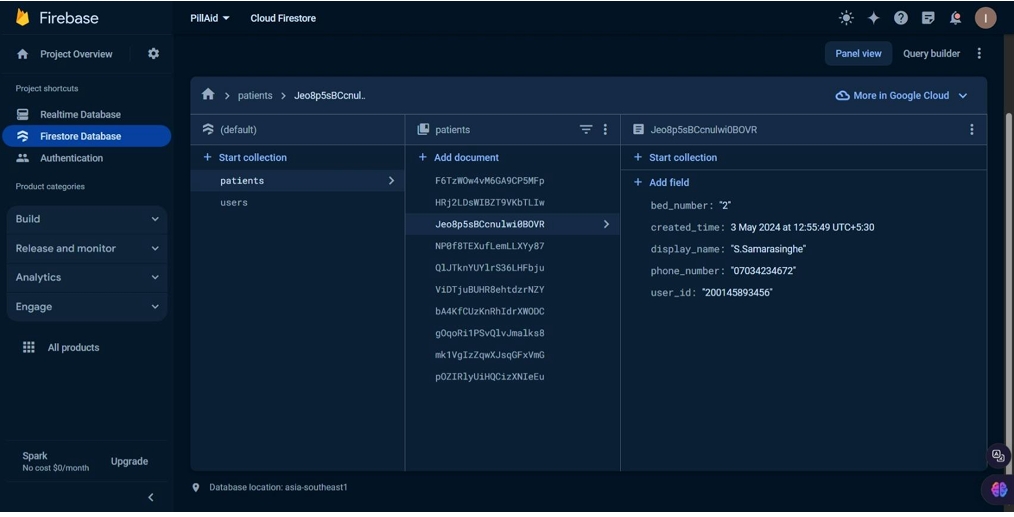 Firebase
PillAid
Cloud Firestore
I
Project Overview
Panel view
Query builder
Project shortcuts
Realtime Database
Firestore Database
Authentication
Product categories
Build
Release and monitor
Analytics
Engage
All products
Spark
No cost $0/month
Upgrade
patients
Jeo8p5sBCcnul..
More in Google Cloud
(default)
Start collection
patients
users
patients
Add document
F6TzWOw4vM6GA9CP5MFp
HRj2LDsWIBZT9VKbTLIw
Jeo8p5sBCcnulwi0BOVR
NP0f8TEXufLemLLXYy87
QlJTknYUYlrS36LHFbju
ViDTjuBUHR8ehtdzrNZY
bA4KfCUzKnRhIdrXWODC
gOqoRi1PSvQlvJmalks8
mk1VgIzZqwXJsqGFxVmG
pOZIRlyUiHQCizXNIeEu
Jeo8p5sBCcnulwi0BOVR
Start collection
Add field
bed_number: "2"
created_time: 3 May 2024 at 12:55:49 UTC+5:30
display_name: "S.Samarasinghe"
phone_number: "07034234672"
user_id: "200145893456"
Database location: asia-southeast1